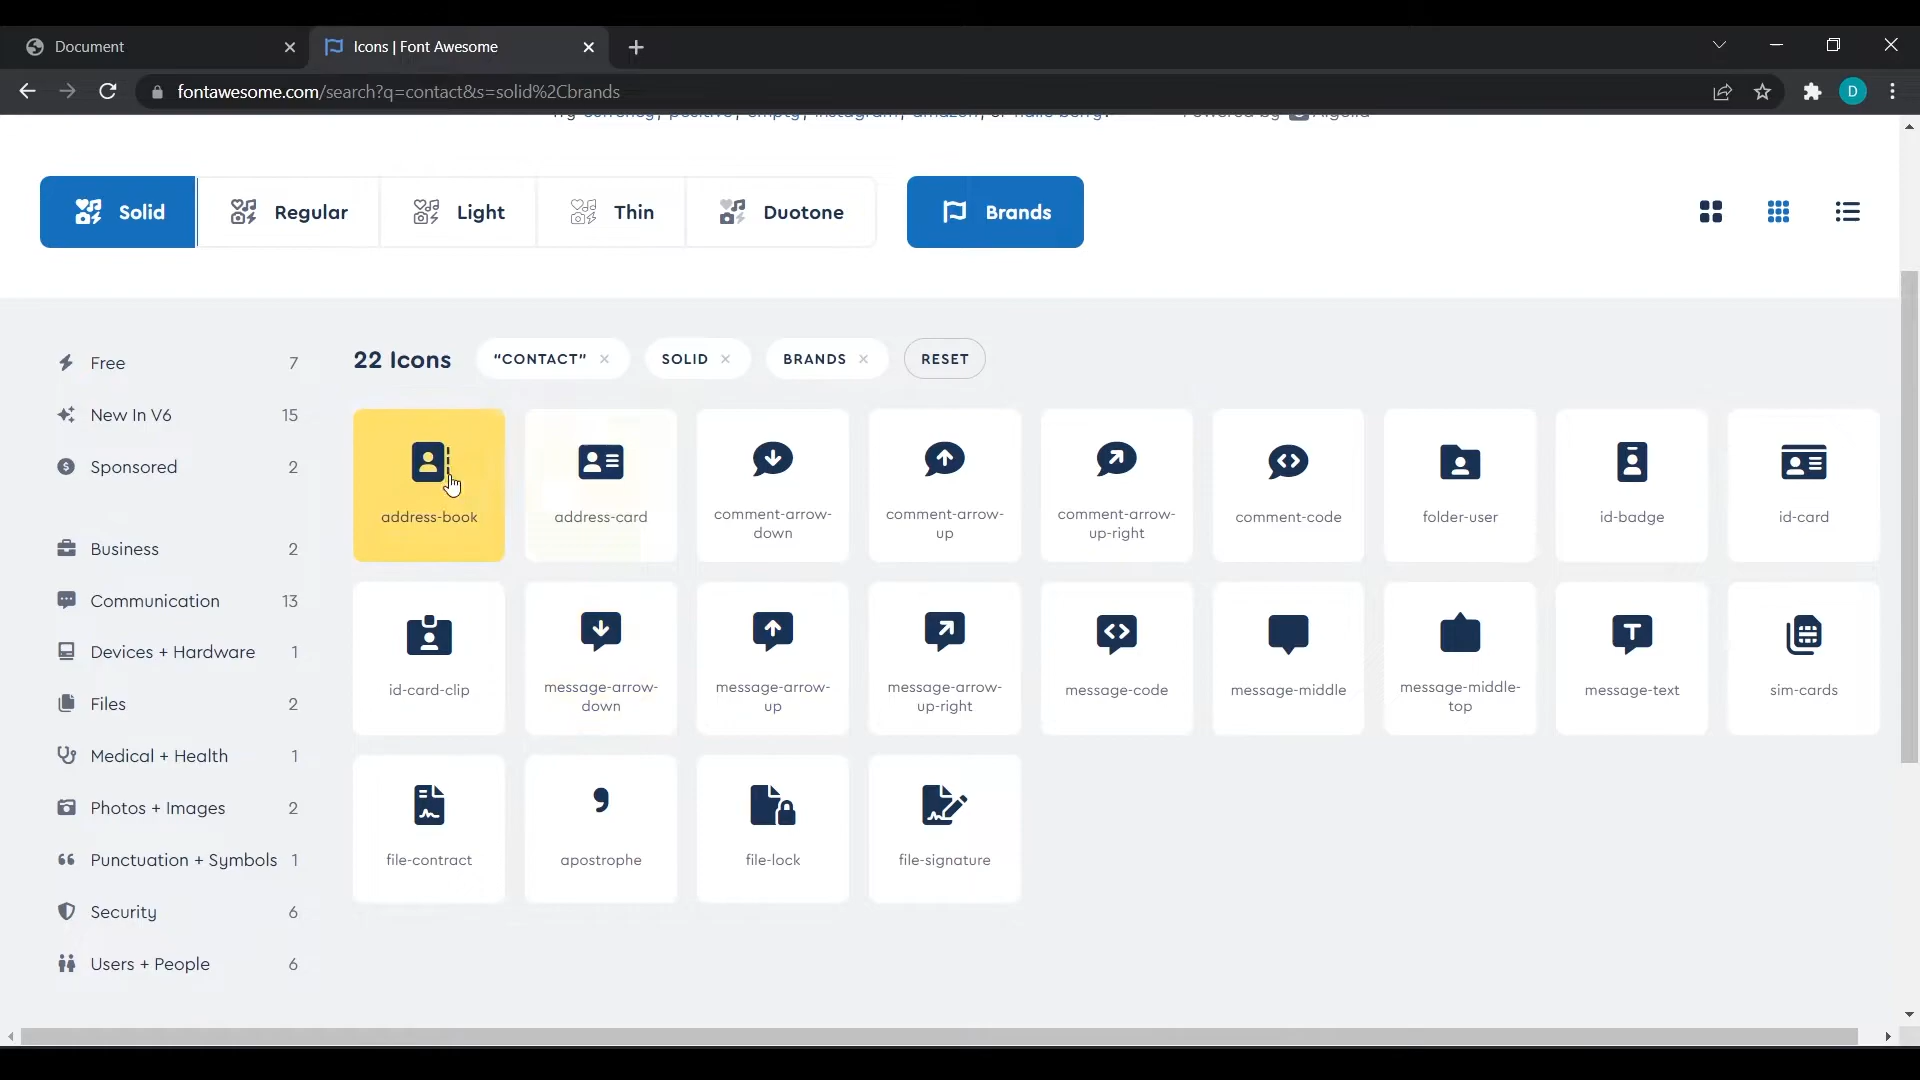 Document
Icons | Font Awesome
fontawesome.com/search?q=contact&s=solid%2Cbrands
D
Solid
Regular
Light
Thin
Duotone
Brands
Free 7
New In V6 15
Sponsored 2
Business 2
Communication 13
Devices + Hardware 1
Files 2
Medical + Health 1
Photos + Images 2
Punctuation + Symbols 1
Security 6
Users + People 6
22 Icons
"CONTACT"
SOLID
BRANDS
RESET
address-book
address-card
comment-arrow-
down
comment-arrow-
up
comment-arrow-
up-right
comment-code
folder-user
id-badge
id-card
id-card-clip
message-arrow-
down
message-arrow-
up
message-arrow-
up-right
message-code
message-middle
message-middle-
top
T
message-text
sim-cards
file-contract
apostrophe
file-lock
file-signature